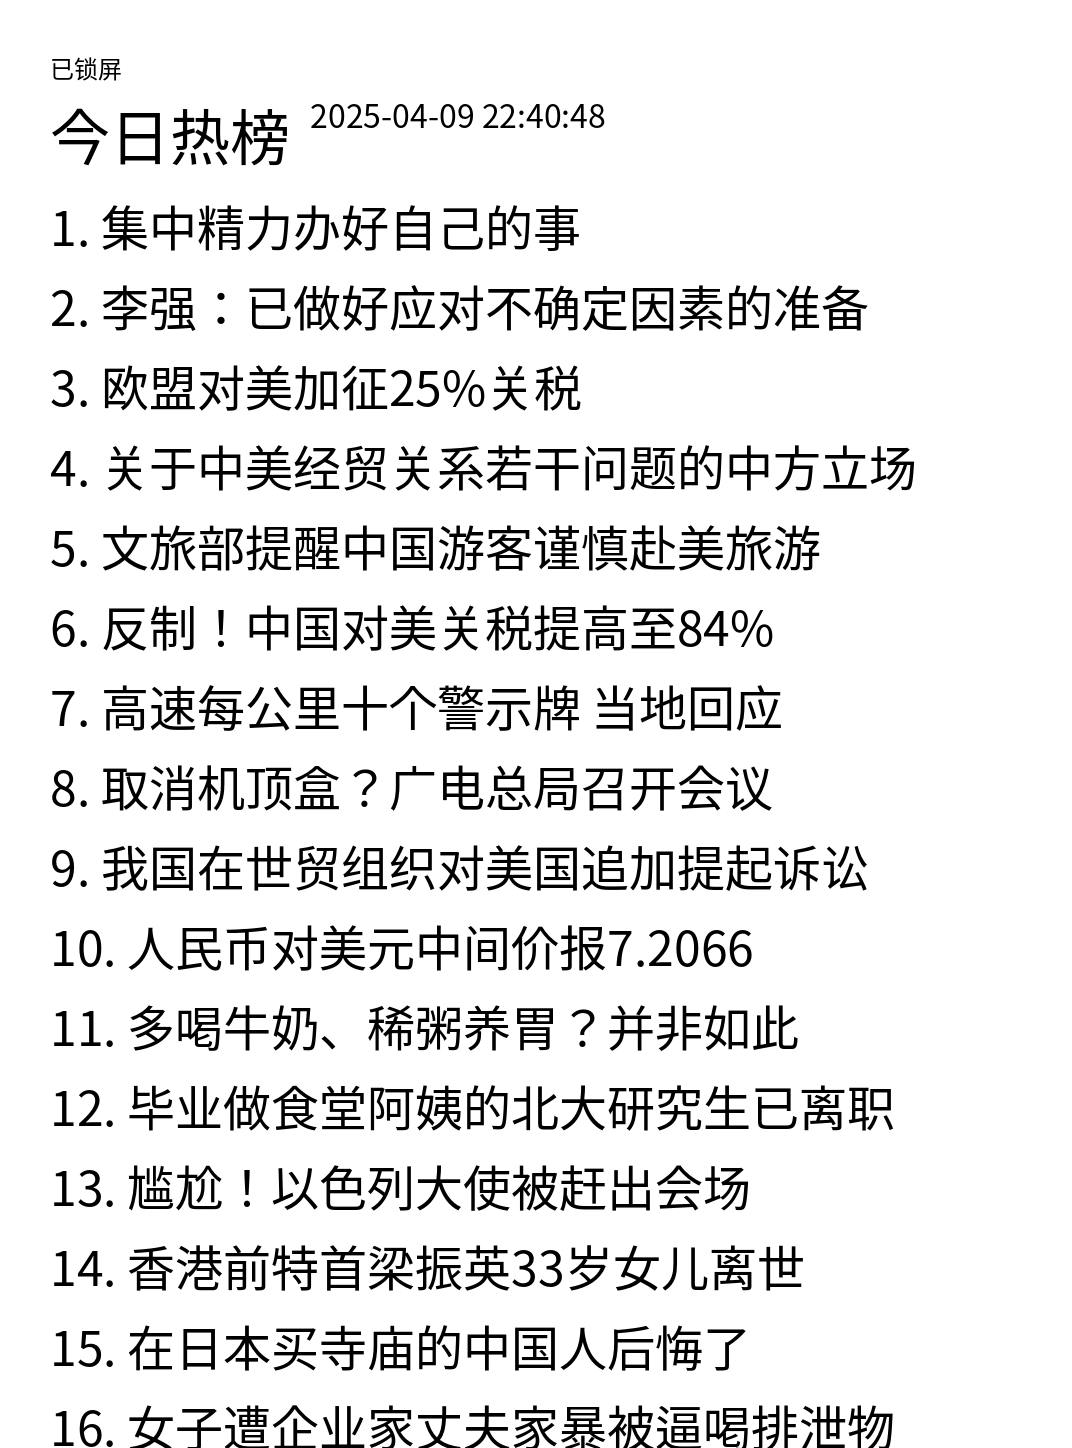 已锁屏
今日热榜 2025-04-09 22:40:48
1. 集中精力办好自己的事
2. 李强：已做好应对不确定因素的准备
3. 欧盟对美加征25%关税
4. 关于中美经贸关系若干问题的中方立场
5. 文旅部提醒中国游客谨慎赴美旅游
6. 反制！中国对美关税提高至84%
7. 高速每公里十个警示牌 当地回应
8. 取消机顶盒？广电总局召开会议
9. 我国在世贸组织对美国追加提起诉讼
10. 人民币对美元中间价报7.2066
11. 多喝牛奶、稀粥养胃？并非如此
12. 毕业做食堂阿姨的北大研究生已离职
13. 尴尬！以色列大使被赶出会场
14. 香港前特首梁振英33岁女儿离世
15. 在日本买寺庙的中国人后悔了
16. 女子遭企业家丈夫家暴被逼喝排泄物